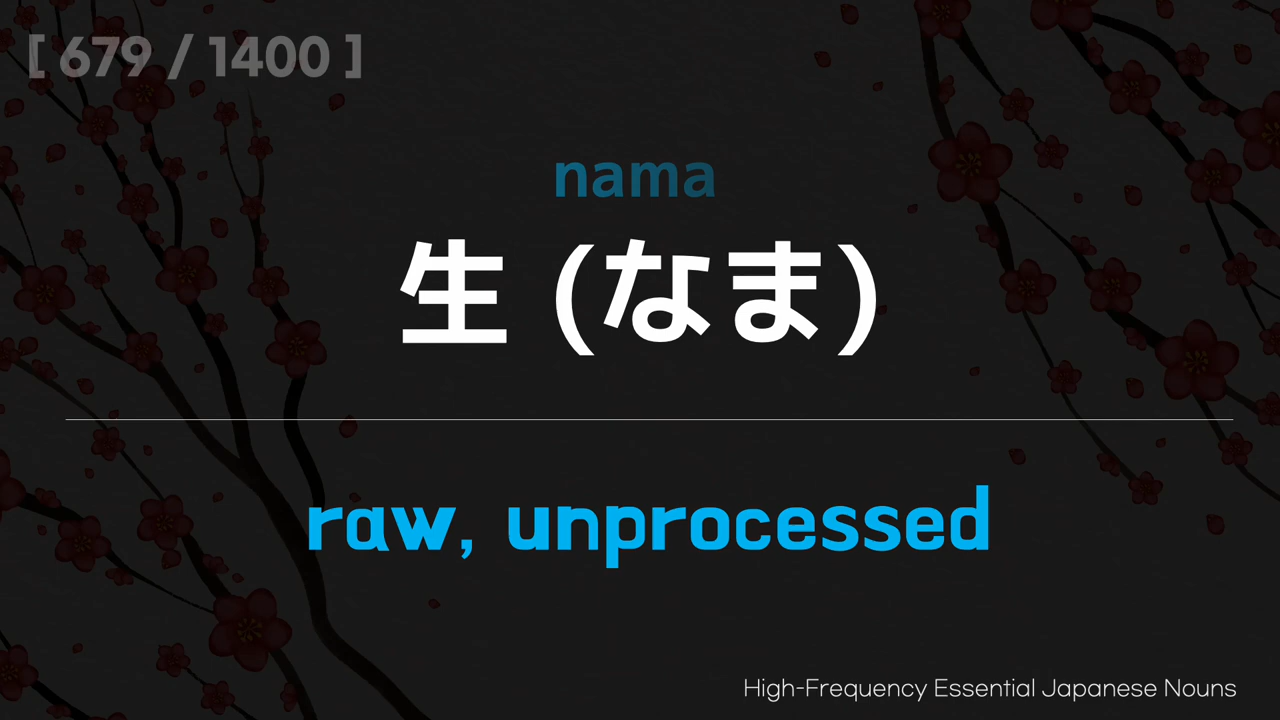 [ 679 / 1400 ]
nama
生 (なま)
raw, unprocessed
High-Frequency Essential Japanese Nouns